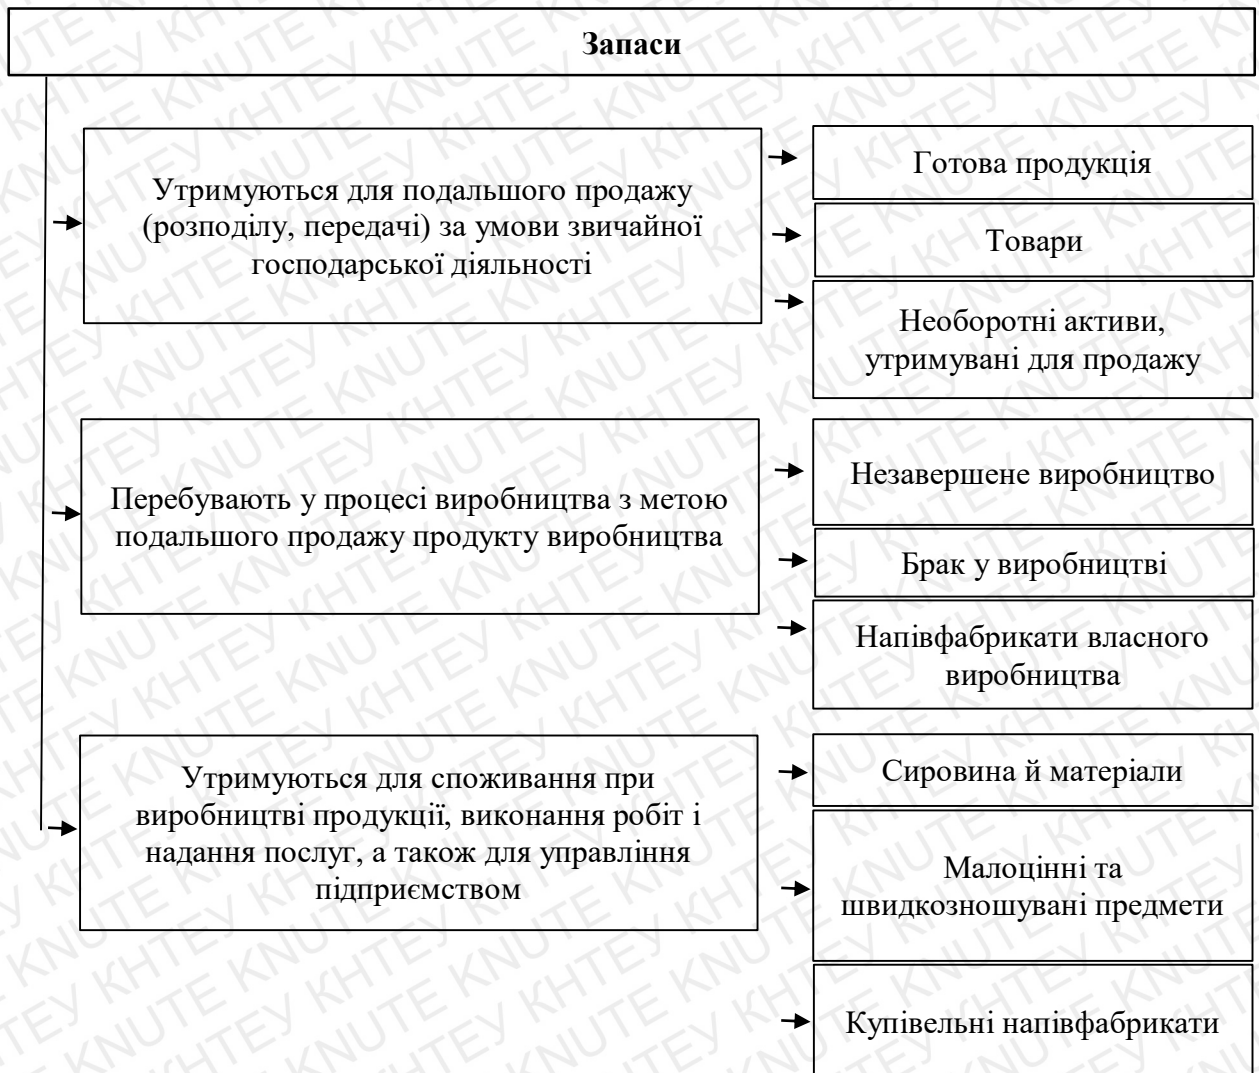 Запаси
Утримуються для подальшого продажу
(розподілу, передачі) за умови звичайної
господарської діяльності
Готова продукція
Товари
Необоротні активи,
утримувані для продажу
Перебувають у процесі виробництва з метою
подальшого продажу продукту виробництва
Незавершене виробництво
Брак у виробництві
Напівфабрикати власного
виробництва
Утримуються для споживання при
виробництві продукції, виконання робіт і
надання послуг, а також для управління
підприємством
Сировина й матеріали
Малоцінні та
швидкозношувані предмети
Купівельні напівфабрикати